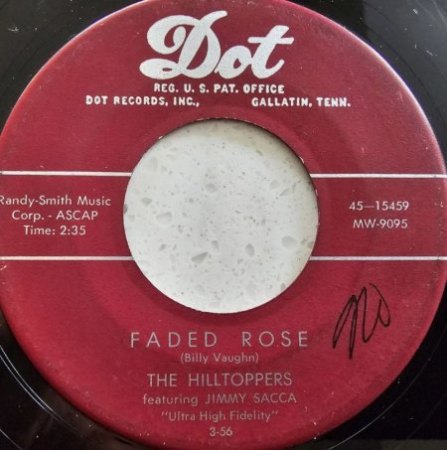 Dot
REG. U. S. PAT. OFFICE
DOT RECORDS, INC., GALLATIN, TENN.
Randy-Smith Music
Corp. - ASCAP
Time: 2:35
45-15459
MW-9095
FADED ROSE
(Billy Vaughn)
THE HILLTOPPERS
featuring JIMMY SACCA
"Ultra High Fidelity"
3-56